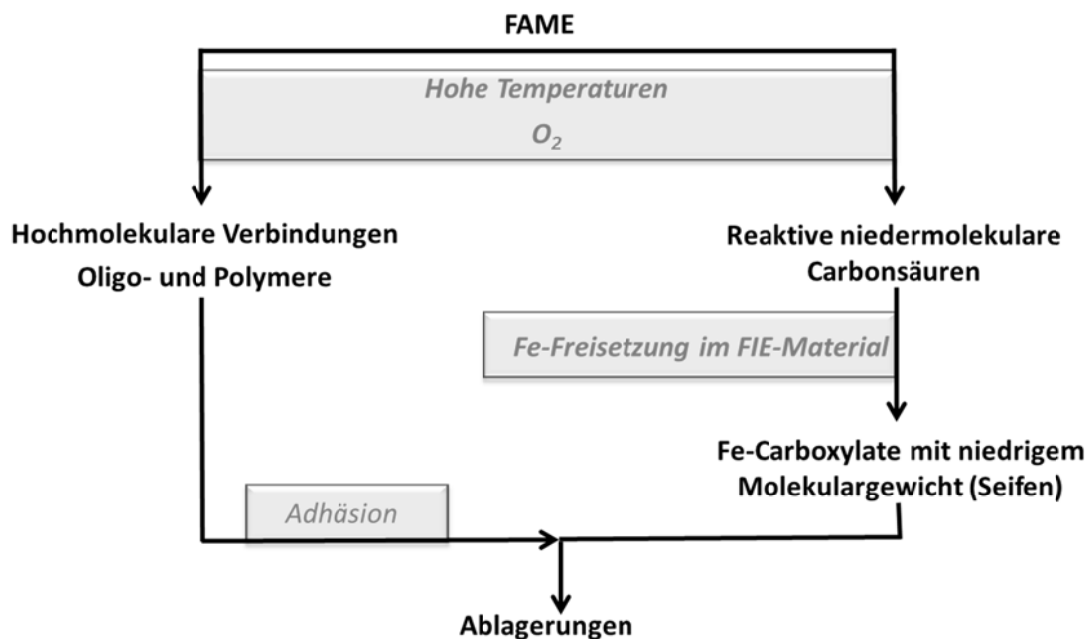 FAME
Hohe Temperaturen
O₂
Hochmolekulare Verbindungen
Oligo- und Polymere
Reaktive niedermolekulare
Carbonsäuren
Fe-Freisetzung im FIE-Material
Fe-Carboxylate mit niedrigem
Molekulargewicht (Seifen)
Adhäsion
Ablagerungen